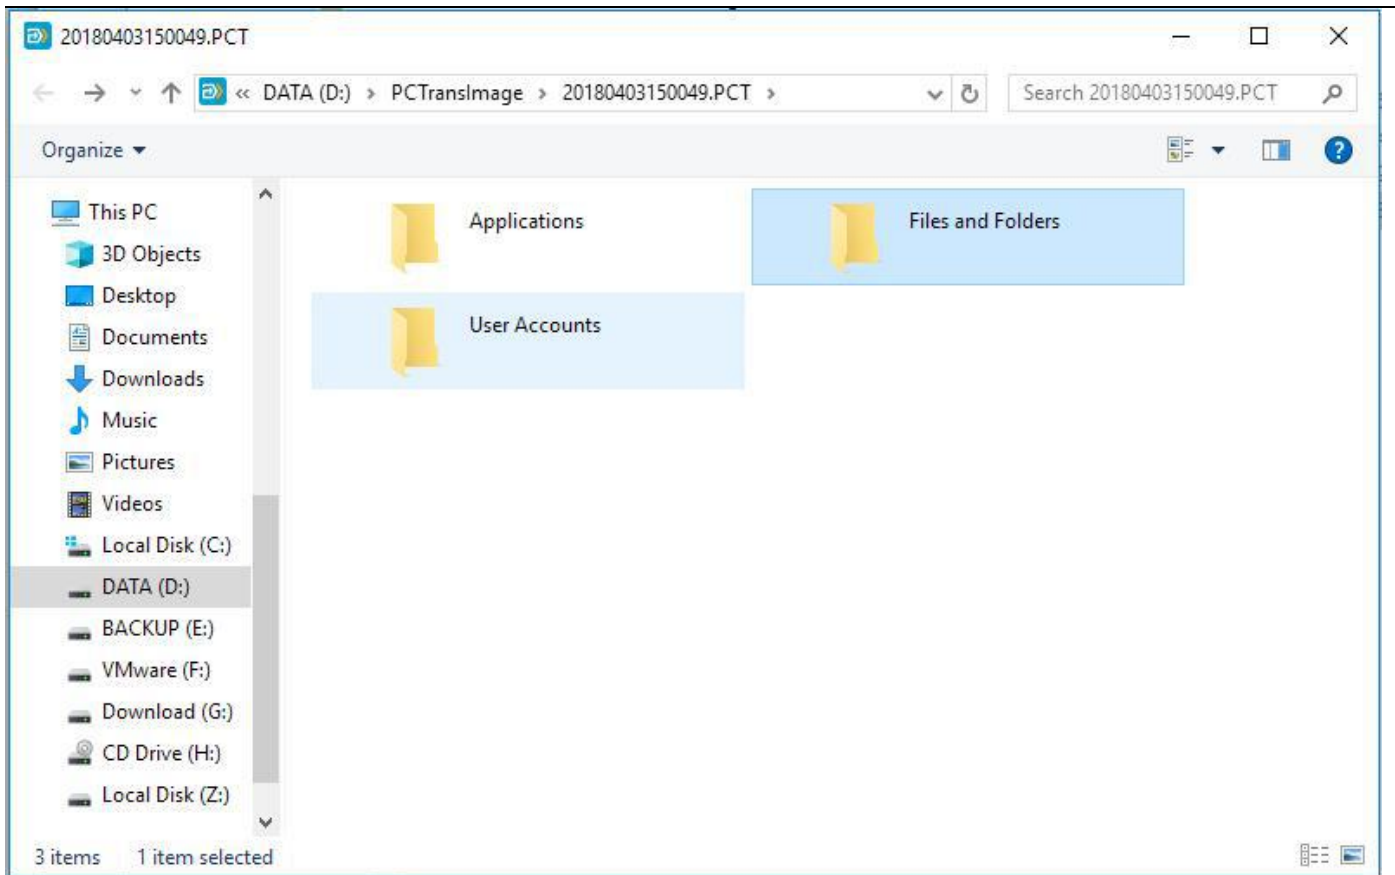 20180403150049.PCT
« DATA (D:) > PCTransImage > 20180403150049.PCT >
Search 20180403150049.PCT
Organize
This PC
3D Objects
Desktop
Documents
Downloads
Music
Pictures
Videos
Local Disk (C:)
DATA (D:)
BACKUP (E:)
VMware (F:)
Download (G:)
CD Drive (H:)
Local Disk (Z:)
Applications
Files and Folders
User Accounts
3 items 1 item selected